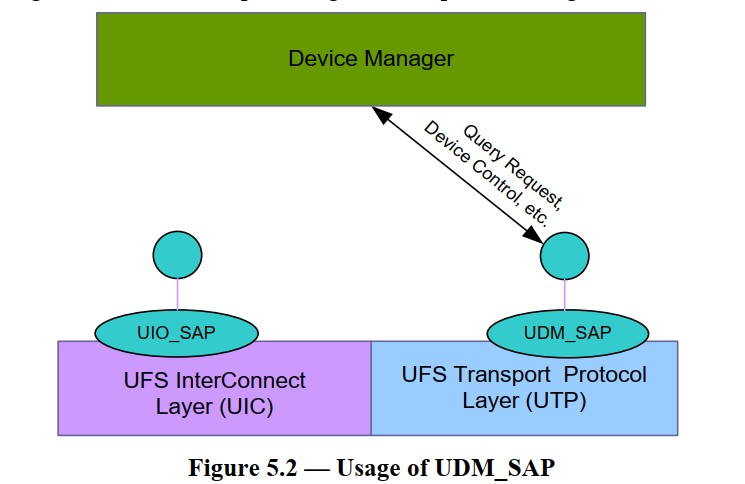 Device Manager
Query Request,
Device Control, etc.
UIO_SAP
UDM_SAP
UFS InterConnect
Layer (UIC)
UFS Transport Protocol
Layer (UTP)
Figure 5.2 — Usage of UDM_SAP